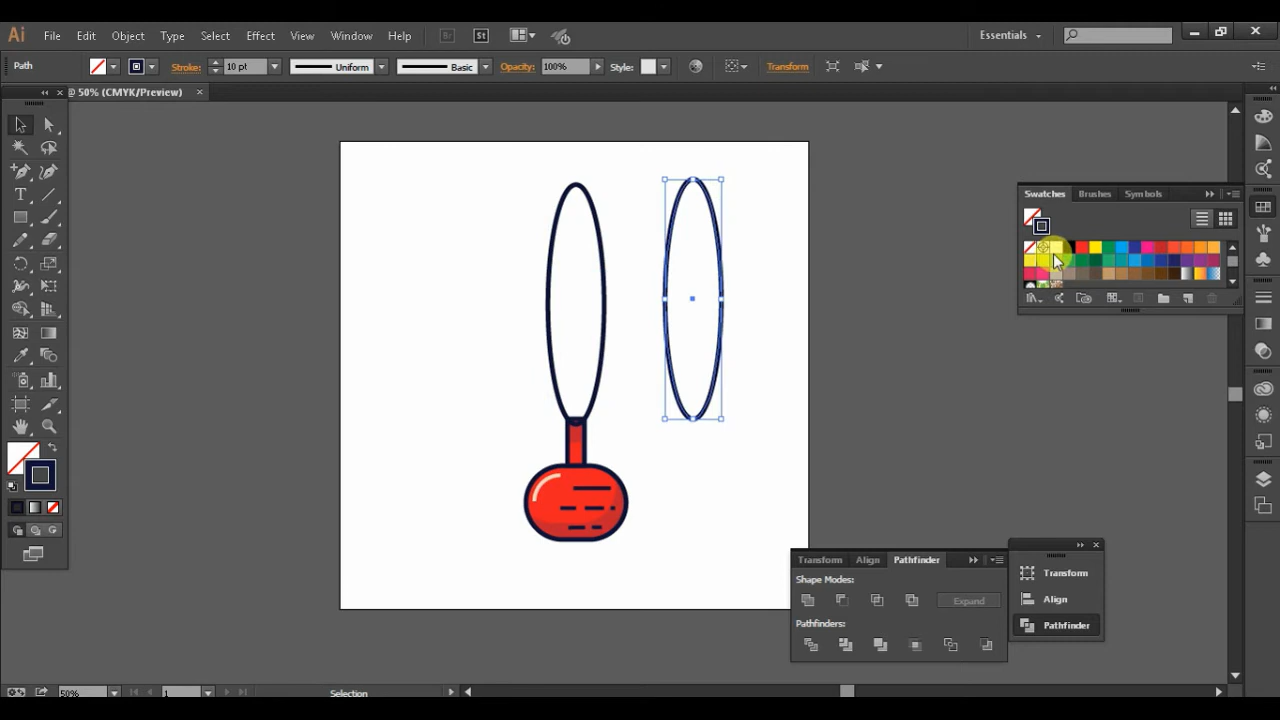 Ai File Edit Object Type Select Effect View Window Help Br St Essentials
Path Stroke: 10 pt Uniform Basic Opacity: 100% Style: Transform
@ 50% (CMYK/Preview) ×
Swatches Brushes Symbols
Transform Align Pathfinder
Shape Modes:
Expand
Pathfinders:
Transform
Align
Pathfinder
50% 1 Selection